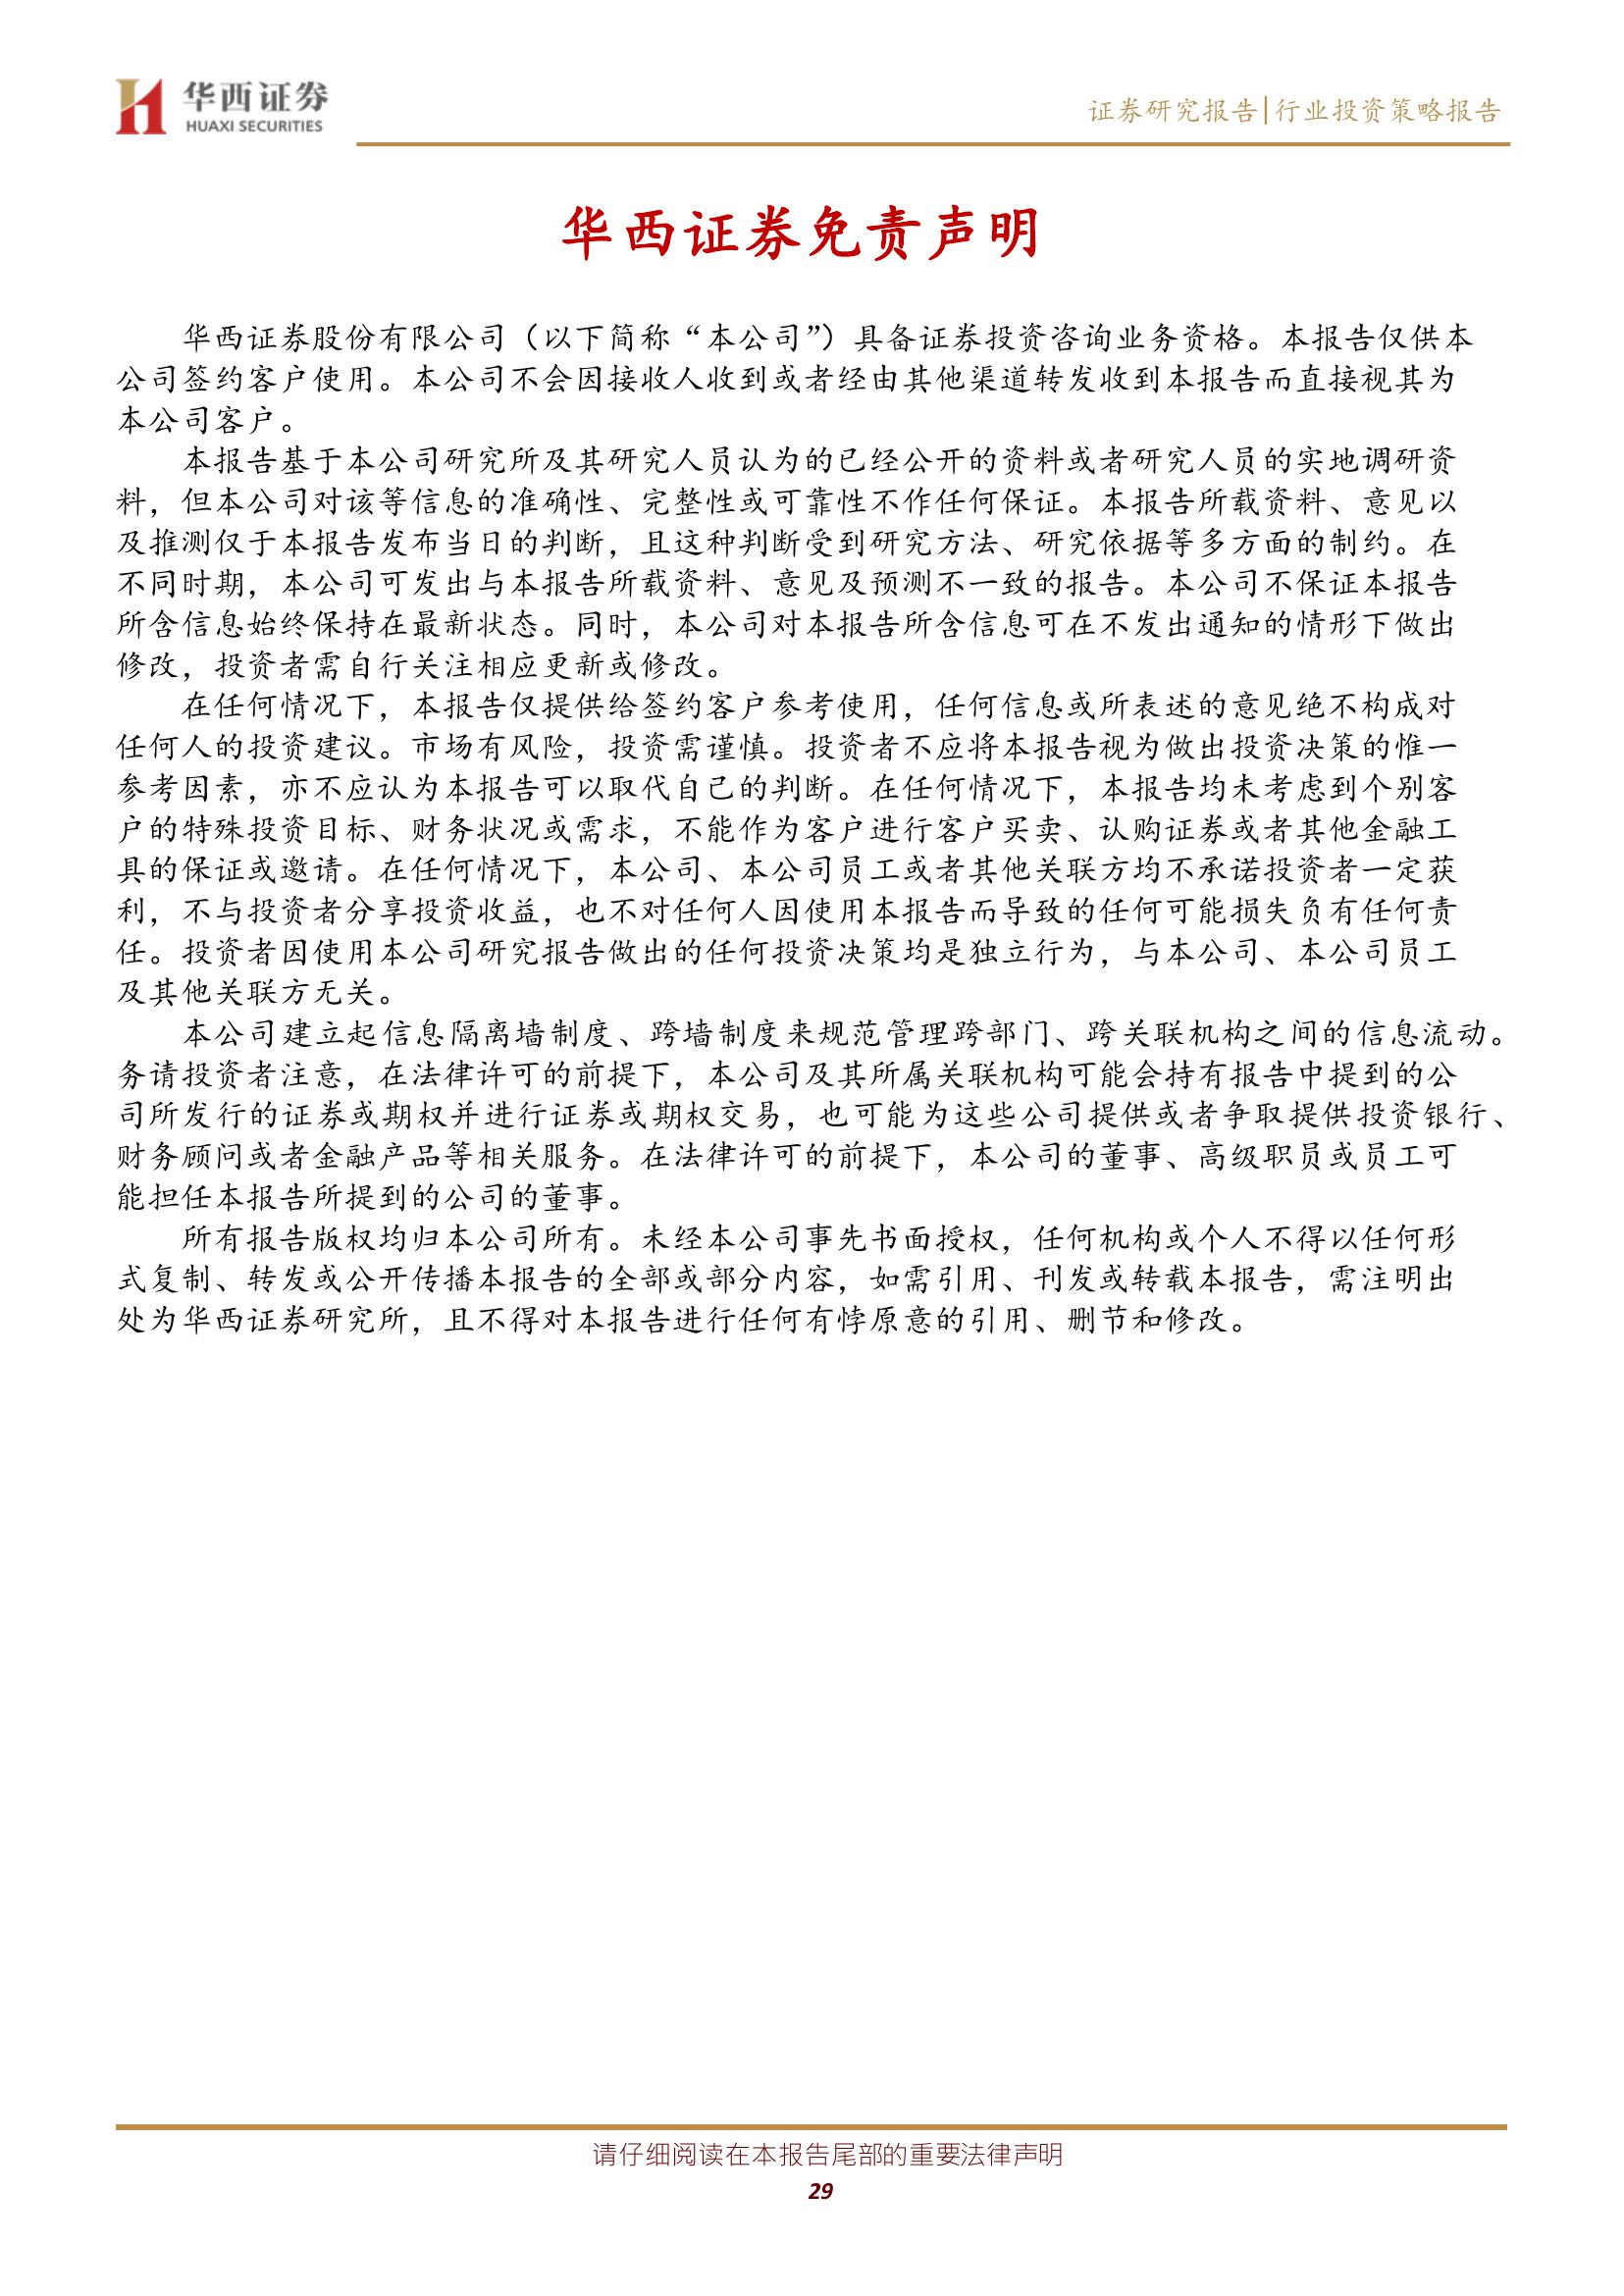 华西证券
HUAXI SECURITIES
证券研究报告|行业投资策略报告
华西证券免责声明
华西证券股份有限公司（以下简称“本公司”）具备证券投资咨询业务资格。本报告仅供本
公司签约客户使用。本公司不会因接收人收到或者经由其他渠道转发收到本报告而直接视其为
本公司客户。
本报告基于本公司研究所及其研究人员认为的已经公开的资料或者研究人员的实地调研资
料，但本公司对该等信息的准确性、完整性或可靠性不作任何保证。本报告所载资料、意见以
及推测仅于本报告发布当日的判断，且这种判断受到研究方法、研究依据等多方面的制约。在
不同时期，本公司可发出与本报告所载资料、意见及预测不一致的报告。本公司不保证本报告
所含信息始终保持在最新状态。同时，本公司对本报告所含信息可在不发出通知的情形下做出
修改，投资者需自行关注相应更新或修改。
在任何情况下，本报告仅提供给签约客户参考使用，任何信息或所表述的意见绝不构成对
任何人的投资建议。市场有风险，投资需谨慎。投资者不应将本报告视为做出投资决策的惟一
参考因素，亦不应认为本报告可以取代自己的判断。在任何情况下，本报告均未考虑到个别客
户的特殊投资目标、财务状况或需求，不能作为客户进行客户买卖、认购证券或者其他金融工
具的保证或邀请。在任何情况下，本公司、本公司员工或者其他关联方均不承诺投资者一定获
利，不与投资者分享投资收益，也不对任何人因使用本报告而导致的任何可能损失负有任何责
任。投资者因使用本公司研究报告做出的任何投资决策均是独立行为，与本公司、本公司员工
及其他关联方无关。
本公司建立起信息隔离墙制度、跨墙制度来规范管理跨部门、跨关联机构之间的信息流动。
务请投资者注意，在法律许可的前提下，本公司及其所属关联机构可能会持有报告中提到的公
司所发行的证券或期权并进行证券或期权交易，也可能为这些公司提供或者争取提供投资银行、
财务顾问或者金融产品等相关服务。在法律许可的前提下，本公司的董事、高级职员或员工可
能担任本报告所提到的公司的董事。
所有报告版权均归本公司所有。未经本公司事先书面授权，任何机构或个人不得以任何形
式复制、转发或公开传播本报告的全部或部分内容，如需引用、刊发或转载本报告，需注明出
处为华西证券研究所，且不得对本报告进行任何有悖原意的引用、删节和修改。
请仔细阅读在本报告尾部的重要法律声明
29